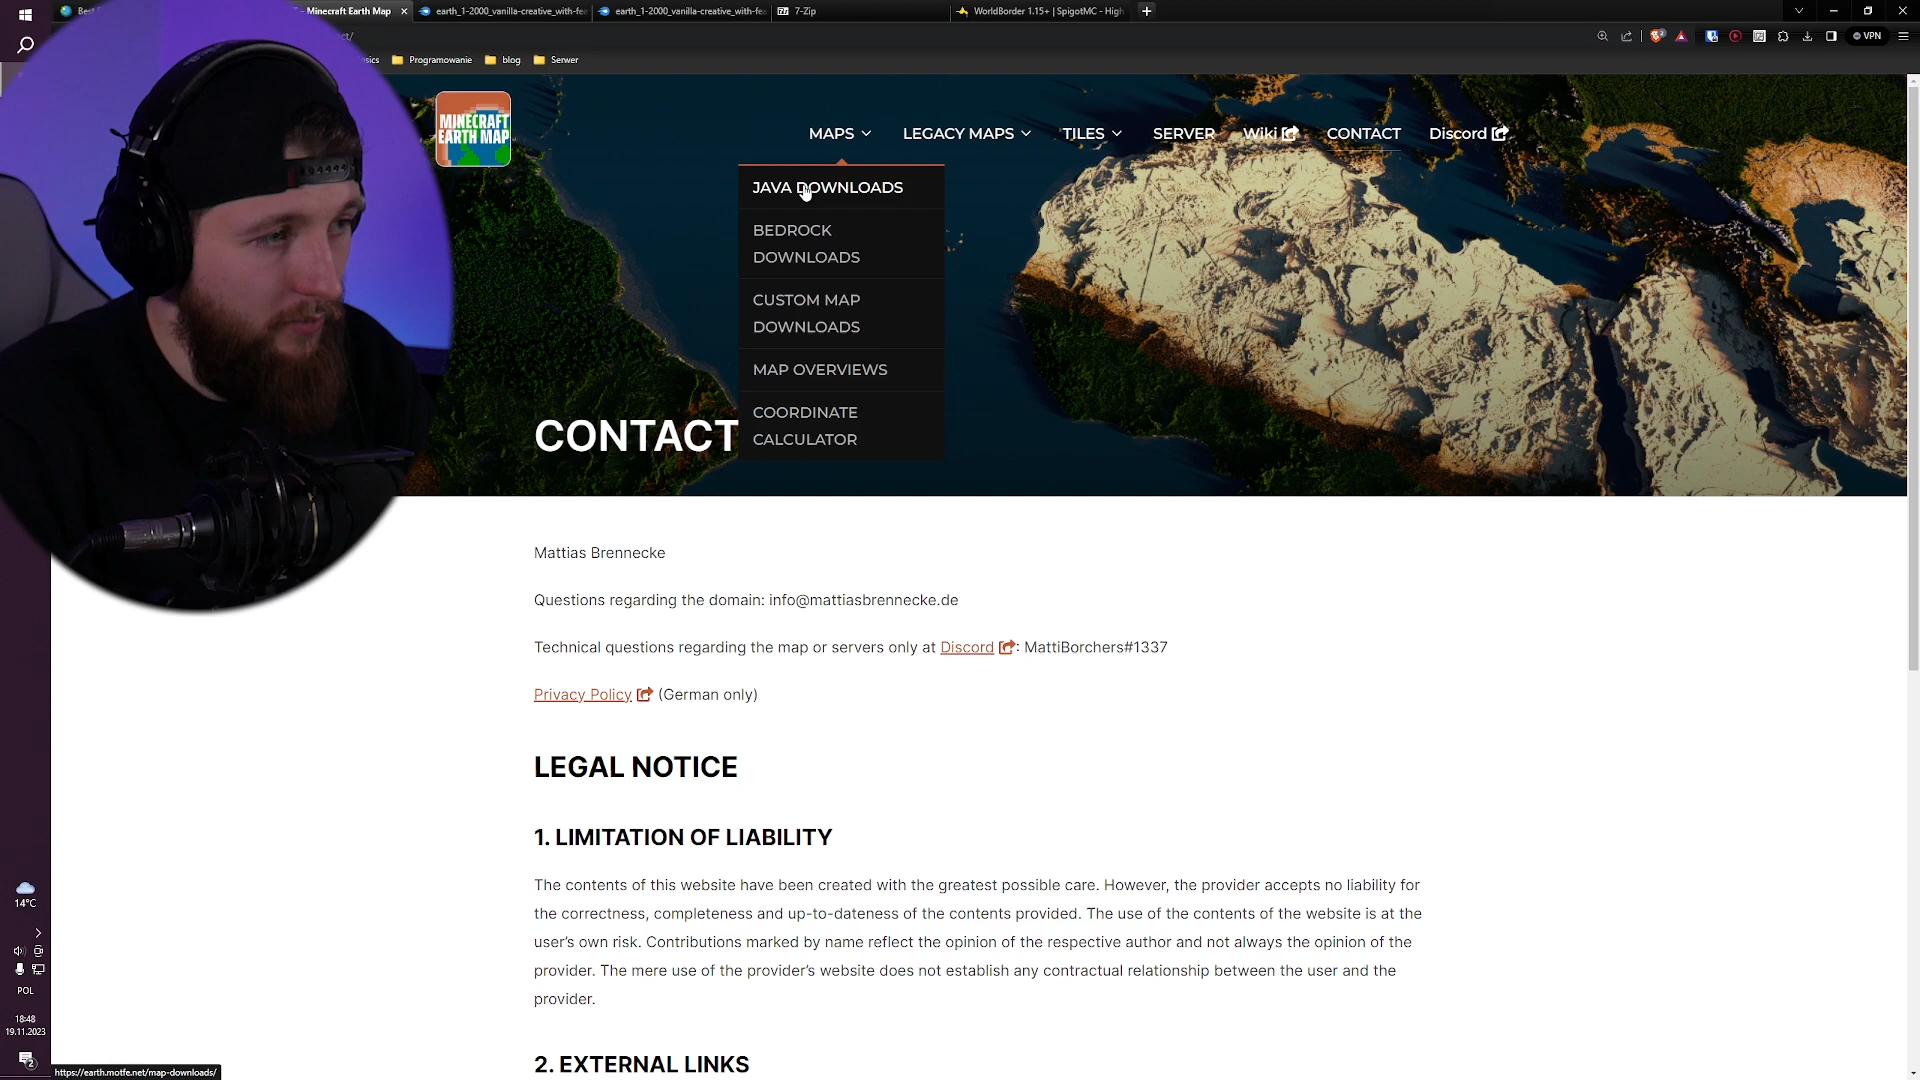 Best
- Minecraft Earth Map
earth_1-2000_vanilla-creative-with-fe
earth_1-2000_vanilla-creative-with-fea
7z 7-Zip
WorldBorder 1.15+ | SpigotMC - High
VPN
Programowanie
blog
Serwer
MINECRAFT
EARTH MAP
MAPS
LEGACY MAPS
TILES
SERVER
Wiki
CONTACT
Discord
JAVA DOWNLOADS
BEDROCK
DOWNLOADS
CUSTOM MAP
DOWNLOADS
MAP OVERVIEWS
COORDINATE
CALCULATOR
CONTACT
Mattias Brennecke
Questions regarding the domain: info@mattiasbrennecke.de
Technical questions regarding the map or servers only at Discord : MattiBorchers#1337
Privacy Policy (German only)
LEGAL NOTICE
1. LIMITATION OF LIABILITY
The contents of this website have been created with the greatest possible care. However, the provider accepts no liability for
the correctness, completeness and up-to-dateness of the contents provided. The use of the contents of the website is at the
user's own risk. Contributions marked by name reflect the opinion of the respective author and not always the opinion of the
provider. The mere use of the provider's website does not establish any contractual relationship between the user and the
provider.
2. EXTERNAL LINKS
14°C
POL
18:48
19.11.2023
2
https://earth.motfe.net/map-downloads/